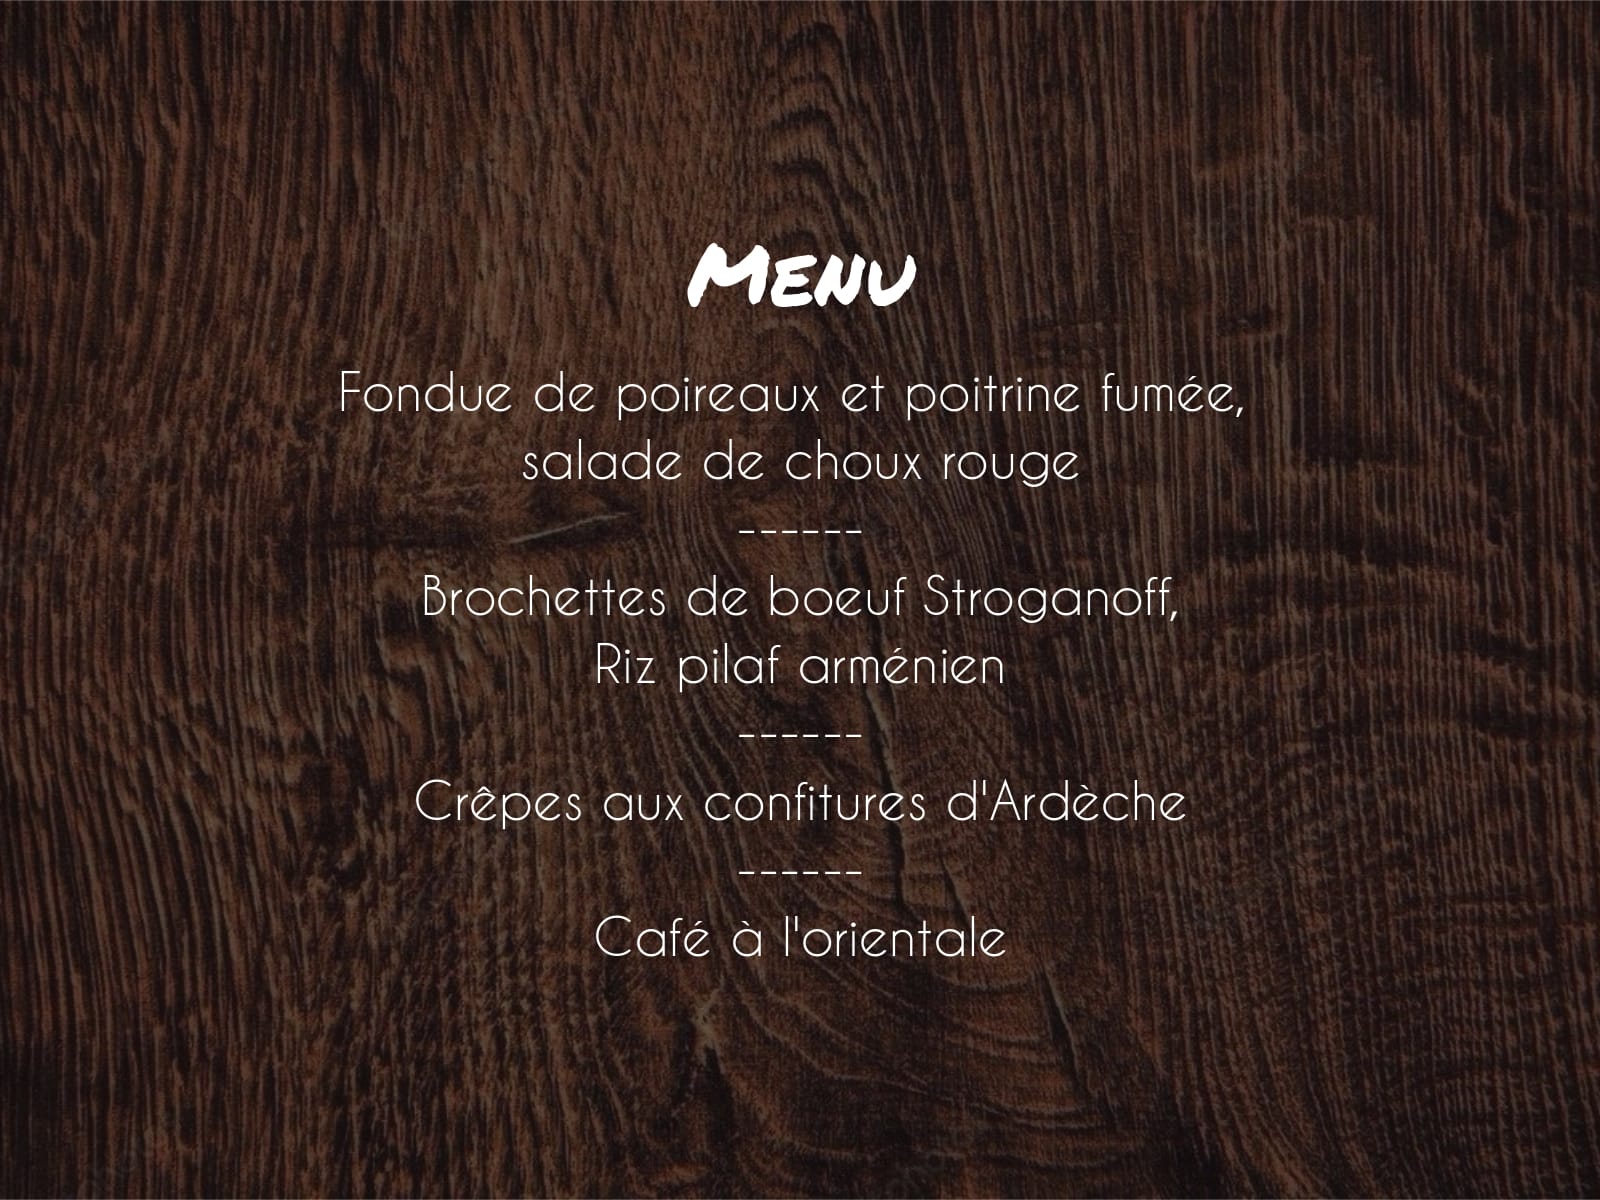 Menu
Fondue de poireaux et poitrine fumée,
salade de choux rouge
------
Brochettes de boeuf Stroganoff,
Riz pilaf arménien
------
Crêpes aux confitures d'Ardèche
------
Café à l'orientale